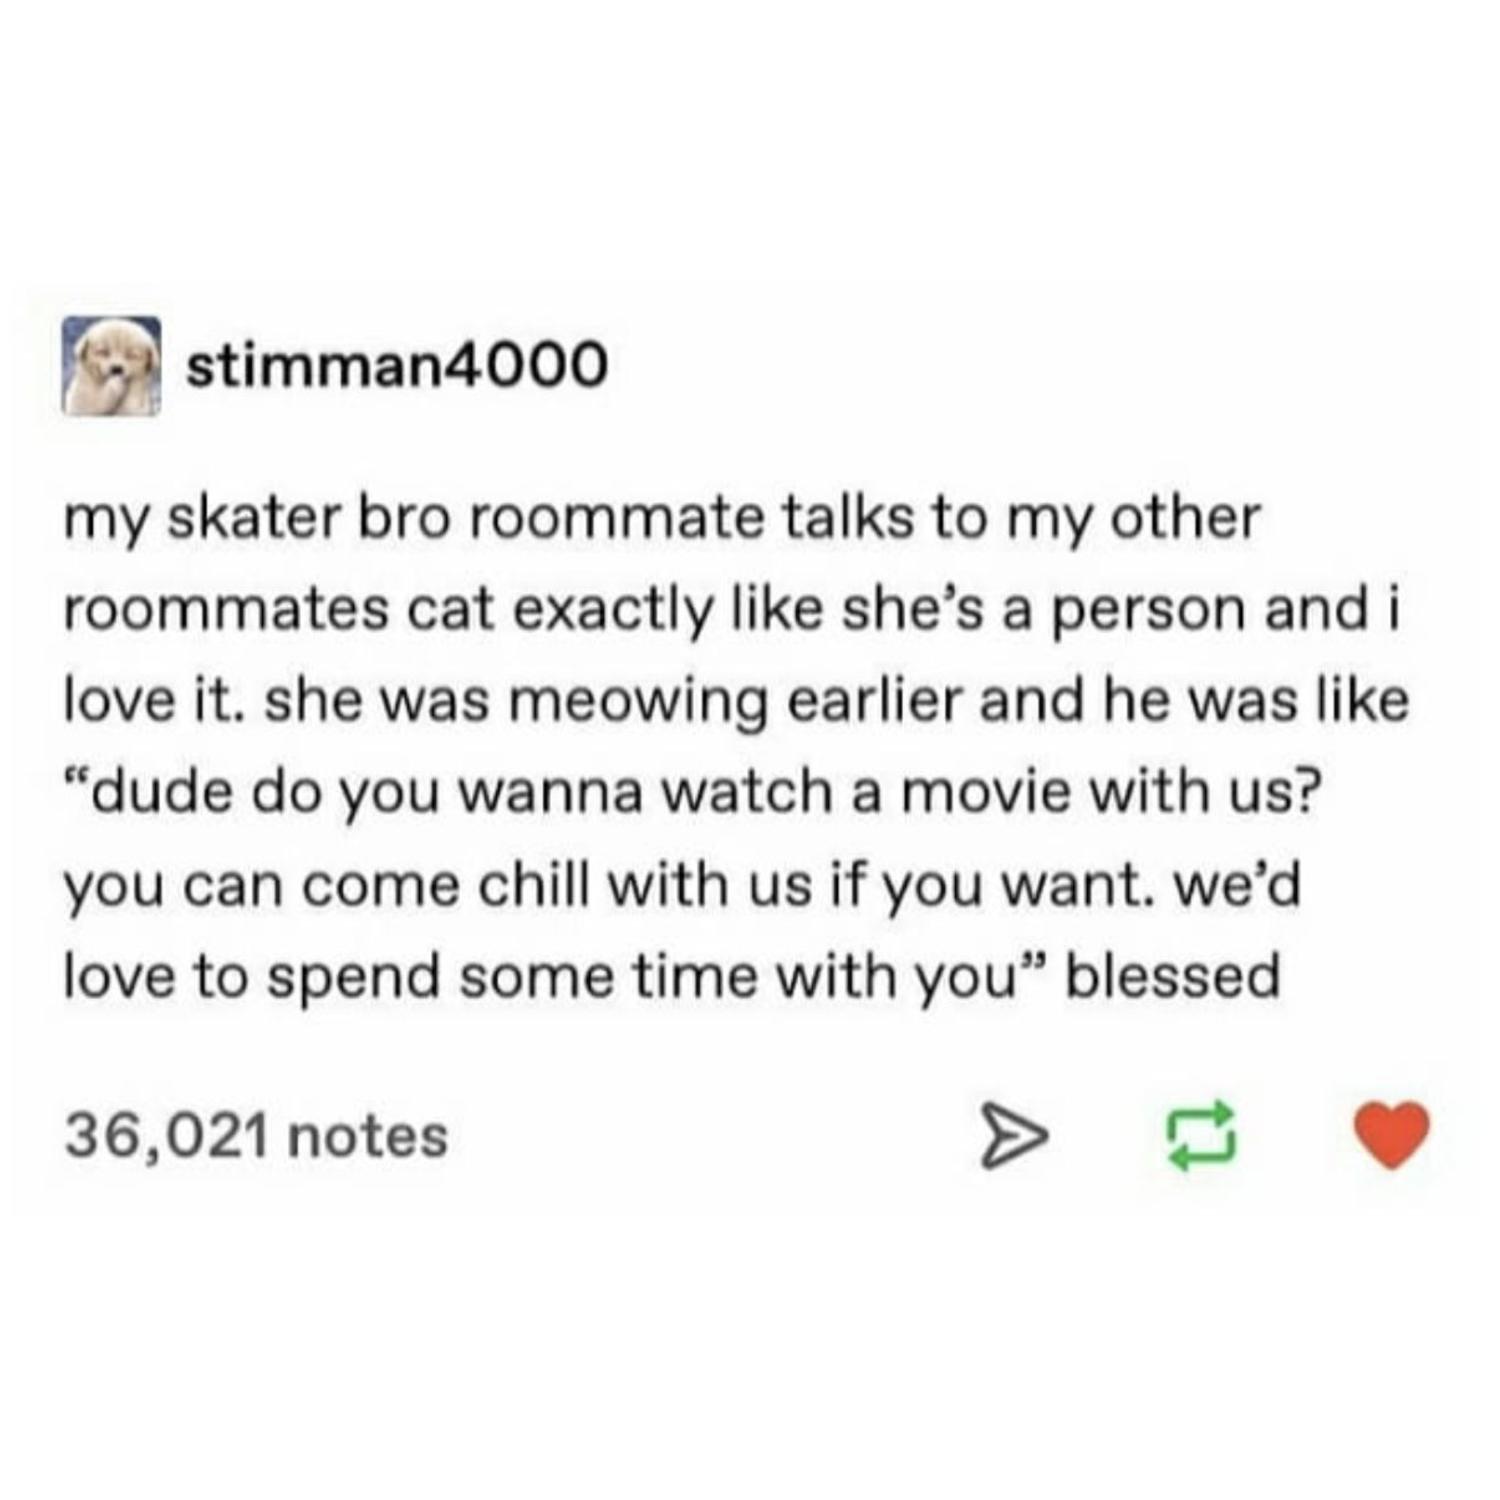 stimman4000
my skater bro roommate talks to my other
roommates cat exactly like she's a person and i
love it. she was meowing earlier and he was like
“dude do you wanna watch a movie with us?
you can come chill with us if you want. we'd
love to spend some time with you” blessed
36,021 notes